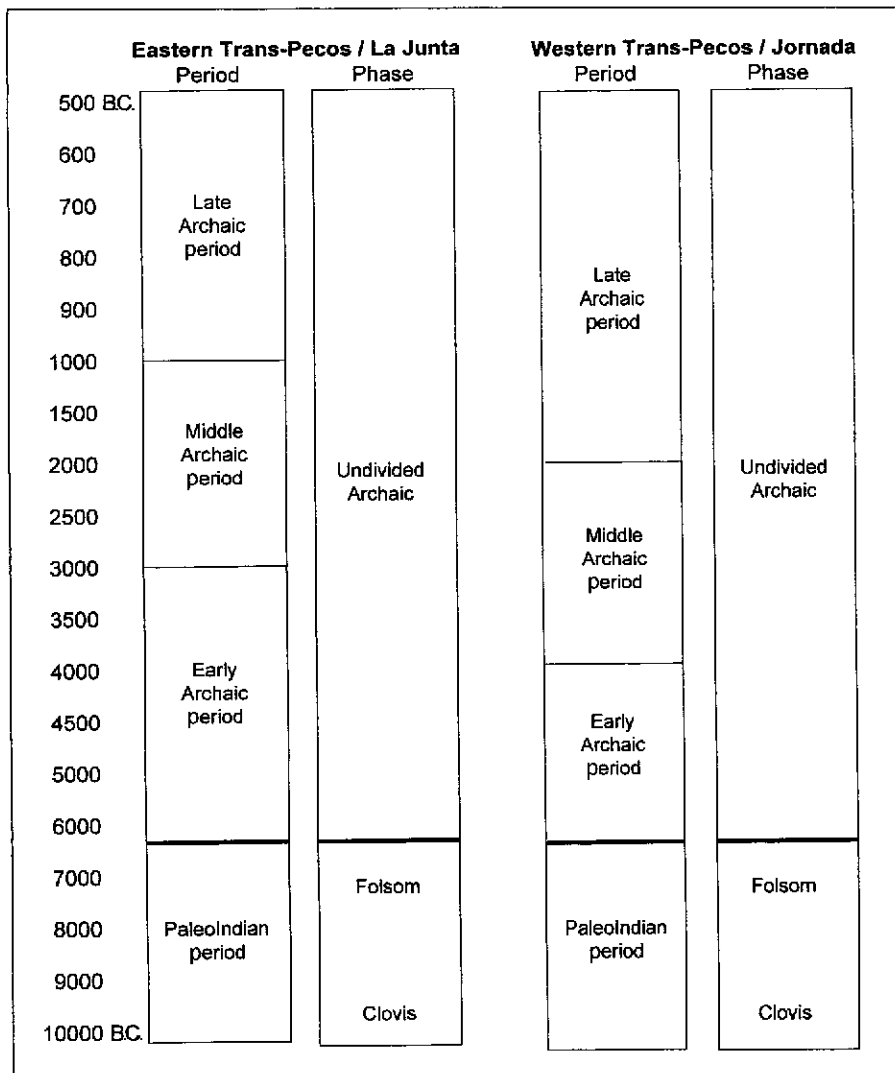 Eastern Trans-Pecos / La Junta
Western Trans-Pecos / Jornada
Period
Phase
Period
Phase
500 B.C.
600
700
800
900
1000
1500
2000
2500
3000
3500
4000
4500
5000
6000
7000
8000
9000
10000 B.C.
Late
Archaic
period
Middle
Archaic
period
Early
Archaic
period
PaleoIndian
period
Undivided
Archaic
Folsom
Clovis
Late
Archaic
period
Middle
Archaic
period
Early
Archaic
period
PaleoIndian
period
Undivided
Archaic
Folsom
Clovis